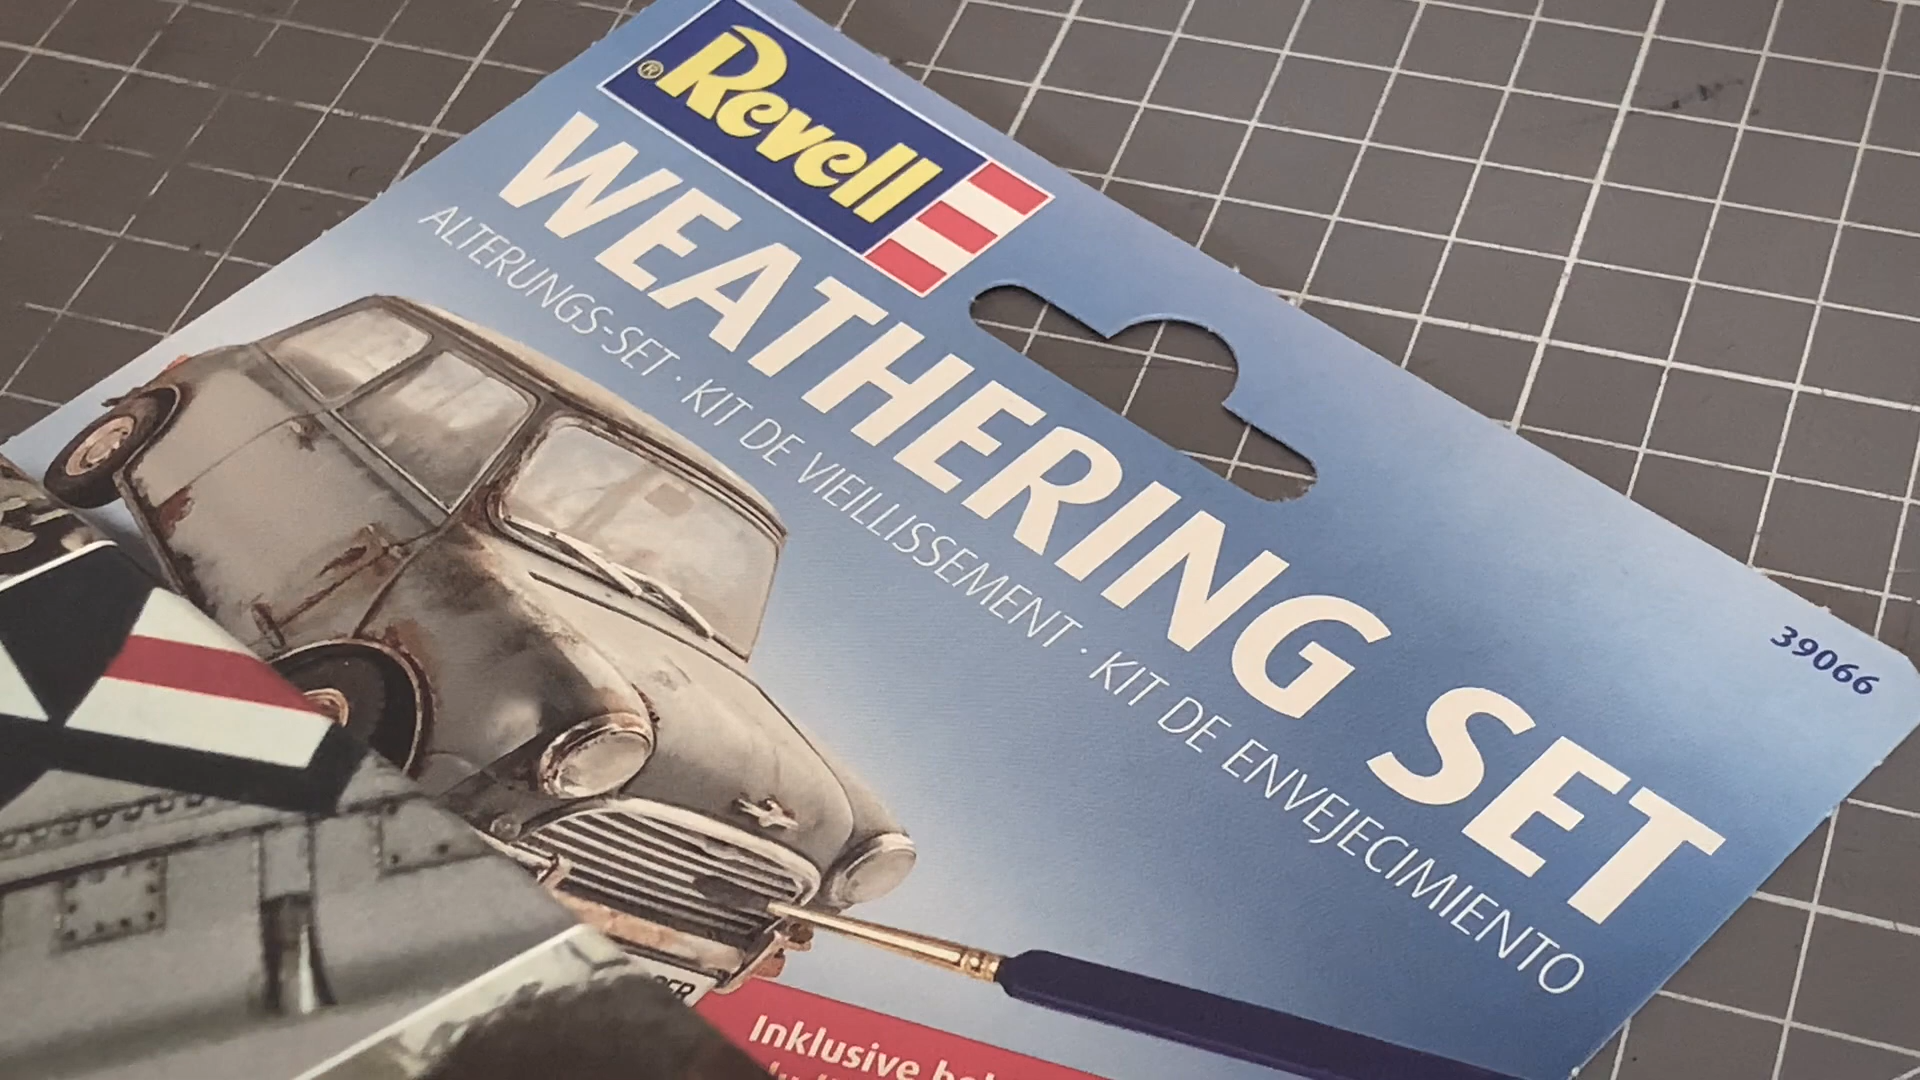 Revell
WEATHERING SET
ALTERUNGS-SET · KIT DE VIEILLISSEMENT · KIT DE ENVEJECIMIENTO
39066
Inklusive